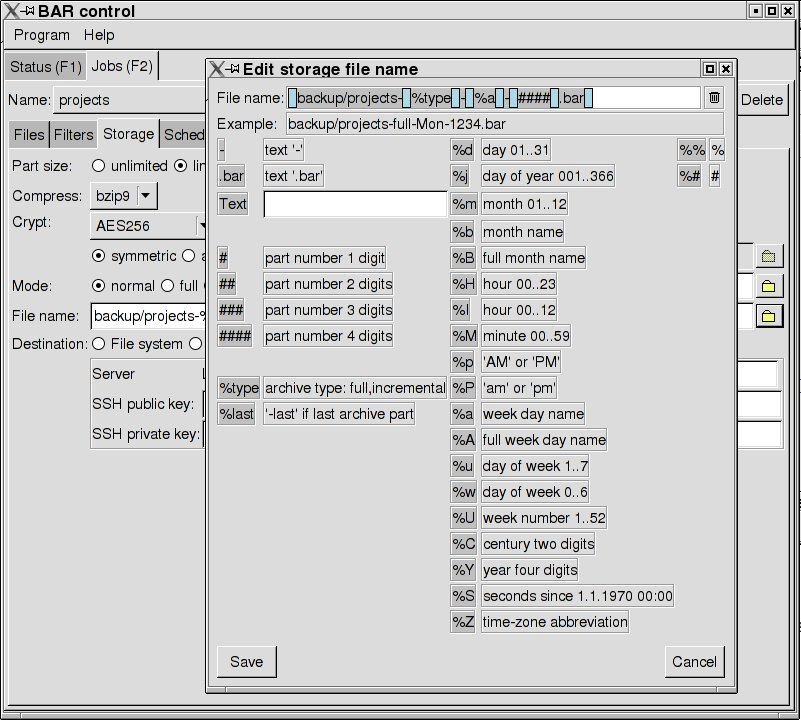 BAR control
Program Help
Status (F1) Jobs (F2)
Name: projects
Delete
Files Filters Storage Sched
Part size: unlimited lin
Compress: bzip9
Crypt: AES256
symmetric a
Mode: normal full
File name: backup/projects-%
Destination: File system
Server
SSH public key:
SSH private key:
Edit storage file name
File name: backup/projects- %type - %a - #### .bar
Example: backup/projects-full-Mon-1234.bar
- text '-' %d day 01..31 %% %
.bar text '.bar' %j day of year 001..366 %# #
Text %m month 01..12
%b month name
# part number 1 digit %B full month name
## part number 2 digits %H hour 00..23
### part number 3 digits %I hour 00..12
#### part number 4 digits %M minute 00..59
%p 'AM' or 'PM'
%type archive type: full,incremental %P 'am' or 'pm'
%last '-last' if last archive part %a week day name
%A full week day name
%u day of week 1..7
%w day of week 0..6
%U week number 1..52
%C century two digits
%Y year four digits
%S seconds since 1.1.1970 00:00
%Z time-zone abbreviation
Save Cancel